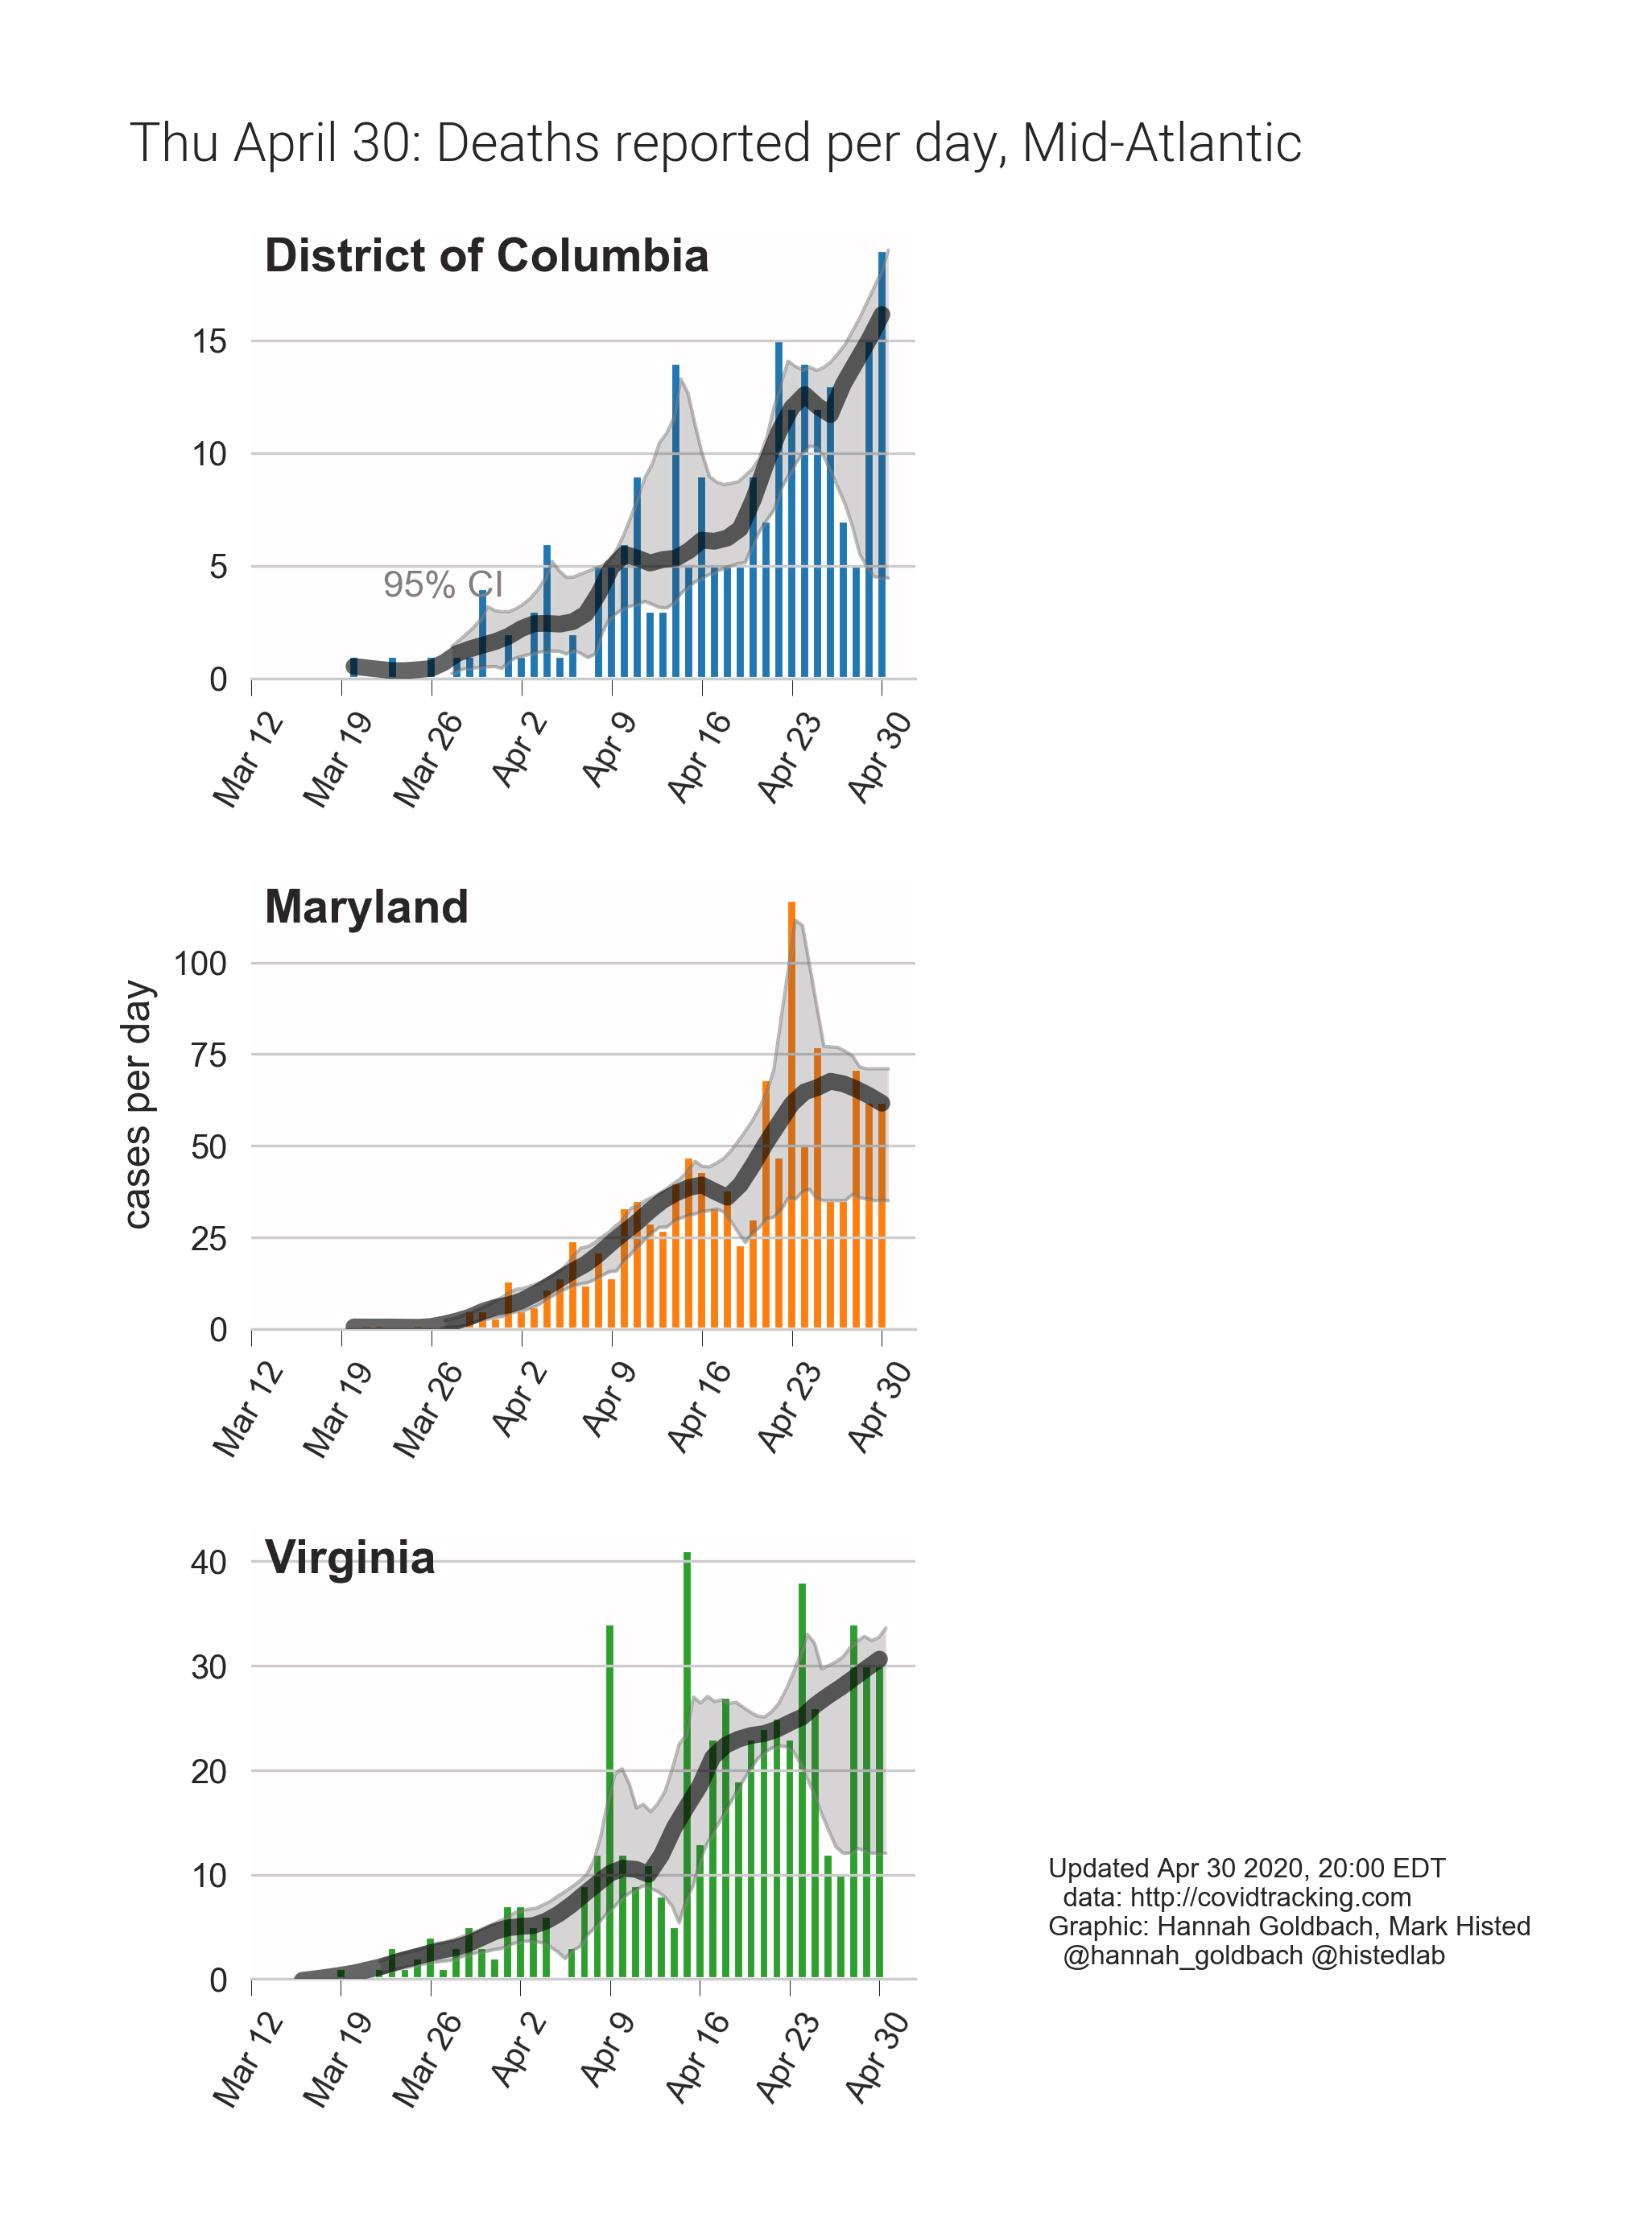 Thu April 30: Deaths reported per day, Mid-Atlantic
District of Columbia
15
10
5
0
95% CI
Mar 12
Mar 19
Mar 26
Apr 2
Apr 9
Apr 16
Apr 23
Apr 30
Maryland
cases per day
100
75
50
25
0
Mar 12
Mar 19
Mar 26
Apr 2
Apr 9
Apr 16
Apr 23
Apr 30
Virginia
40
30
20
10
0
Mar 12
Mar 19
Mar 26
Apr 2
Apr 9
Apr 16
Apr 23
Apr 30
Updated Apr 30 2020, 20:00 EDT
data: http://covidtracking.com
Graphic: Hannah Goldbach, Mark Histed
@hannah_goldbach @histedlab